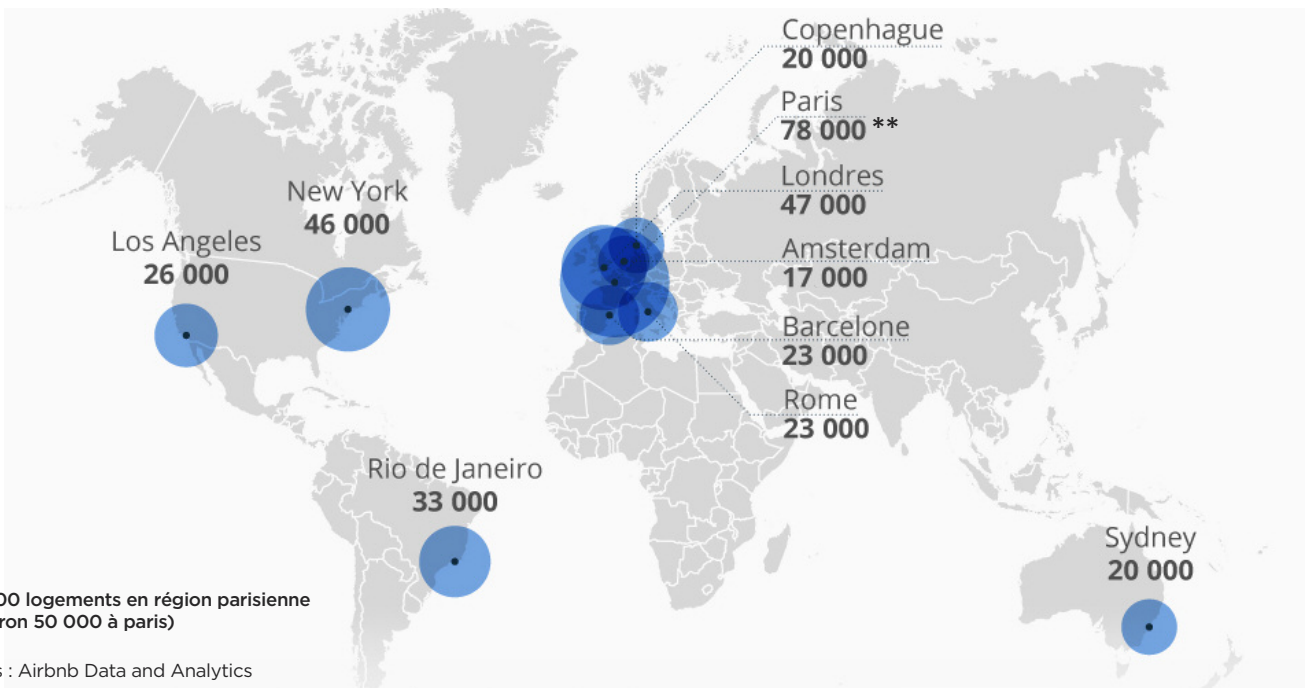 Copenhague
20 000
Paris
78 000 **
Londres
47 000
New York
46 000
Los Angeles
26 000
Amsterdam
17 000
Barcelone
23 000
Rome
23 000
Rio de Janeiro
33 000
Sydney
20 000
00 logements en région parisienne
ron 50 000 à paris)
s : Airbnb Data and Analytics